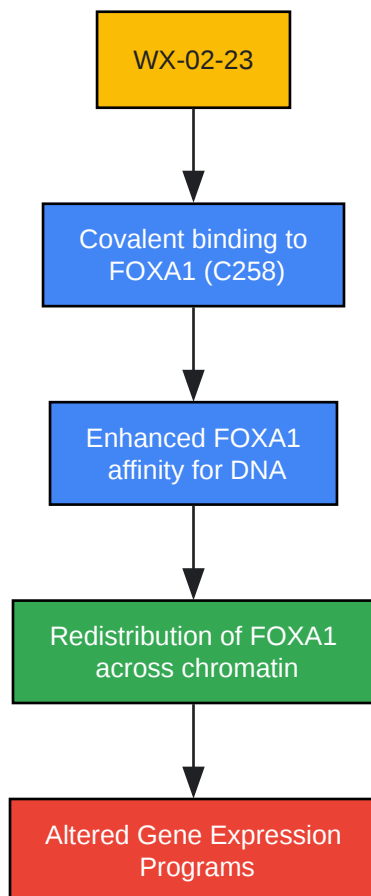 WX-02-23
Covalent binding to
FOXA1 (C258)
Enhanced FOXA1
affinity for DNA
Redistribution of FOXA1
across chromatin
Altered Gene Expression
Programs